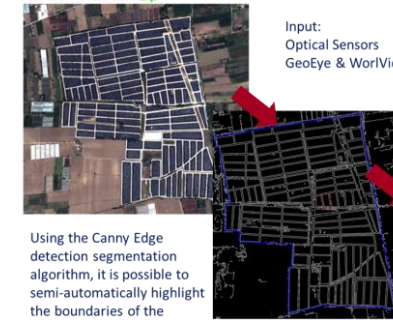 Input:
Optical Sensors
GeoEye & WorlVie
Using the Canny Edge
detection segmentation
algorithm, it is possible to
semi-automatically highlight
the boundaries of the